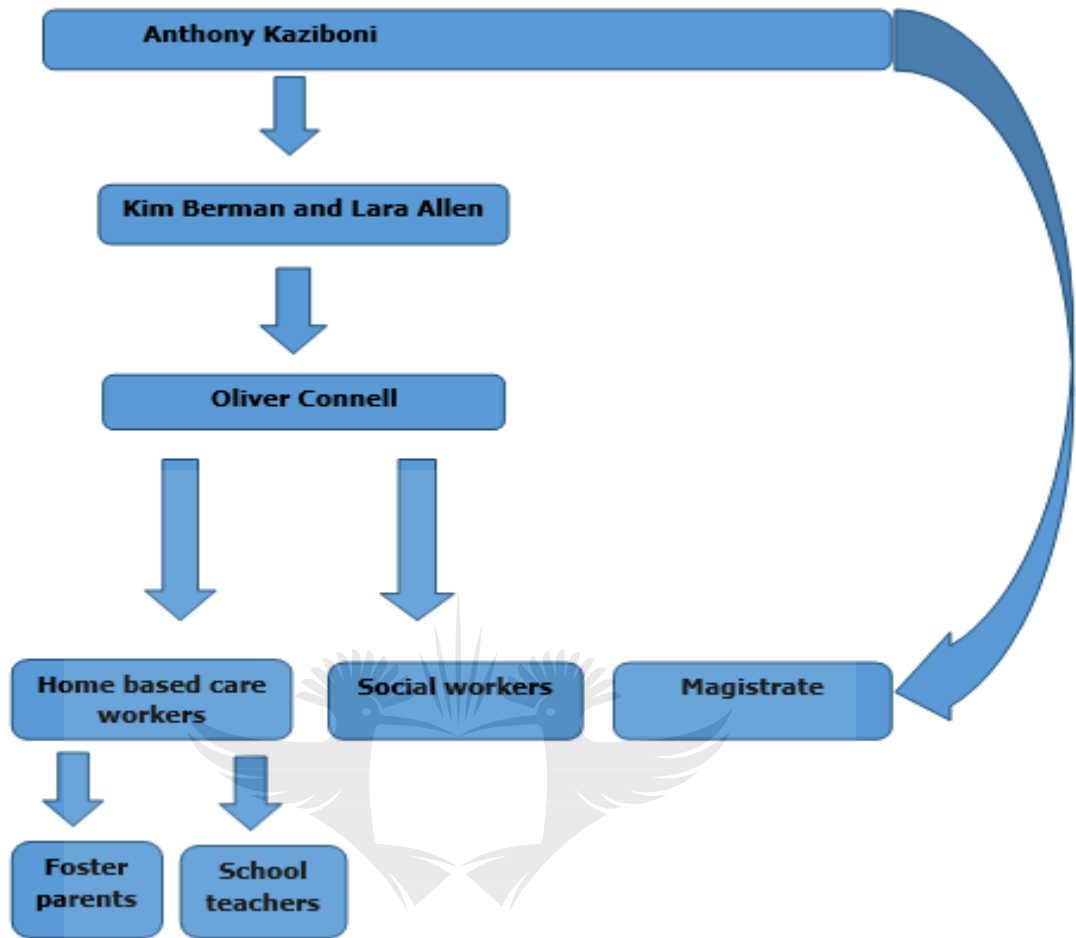 Anthony Kaziboni
Kim Berman and Lara Allen
Oliver Connell
Home based care
workers
Social workers
Magistrate
Foster
parents
School
teachers